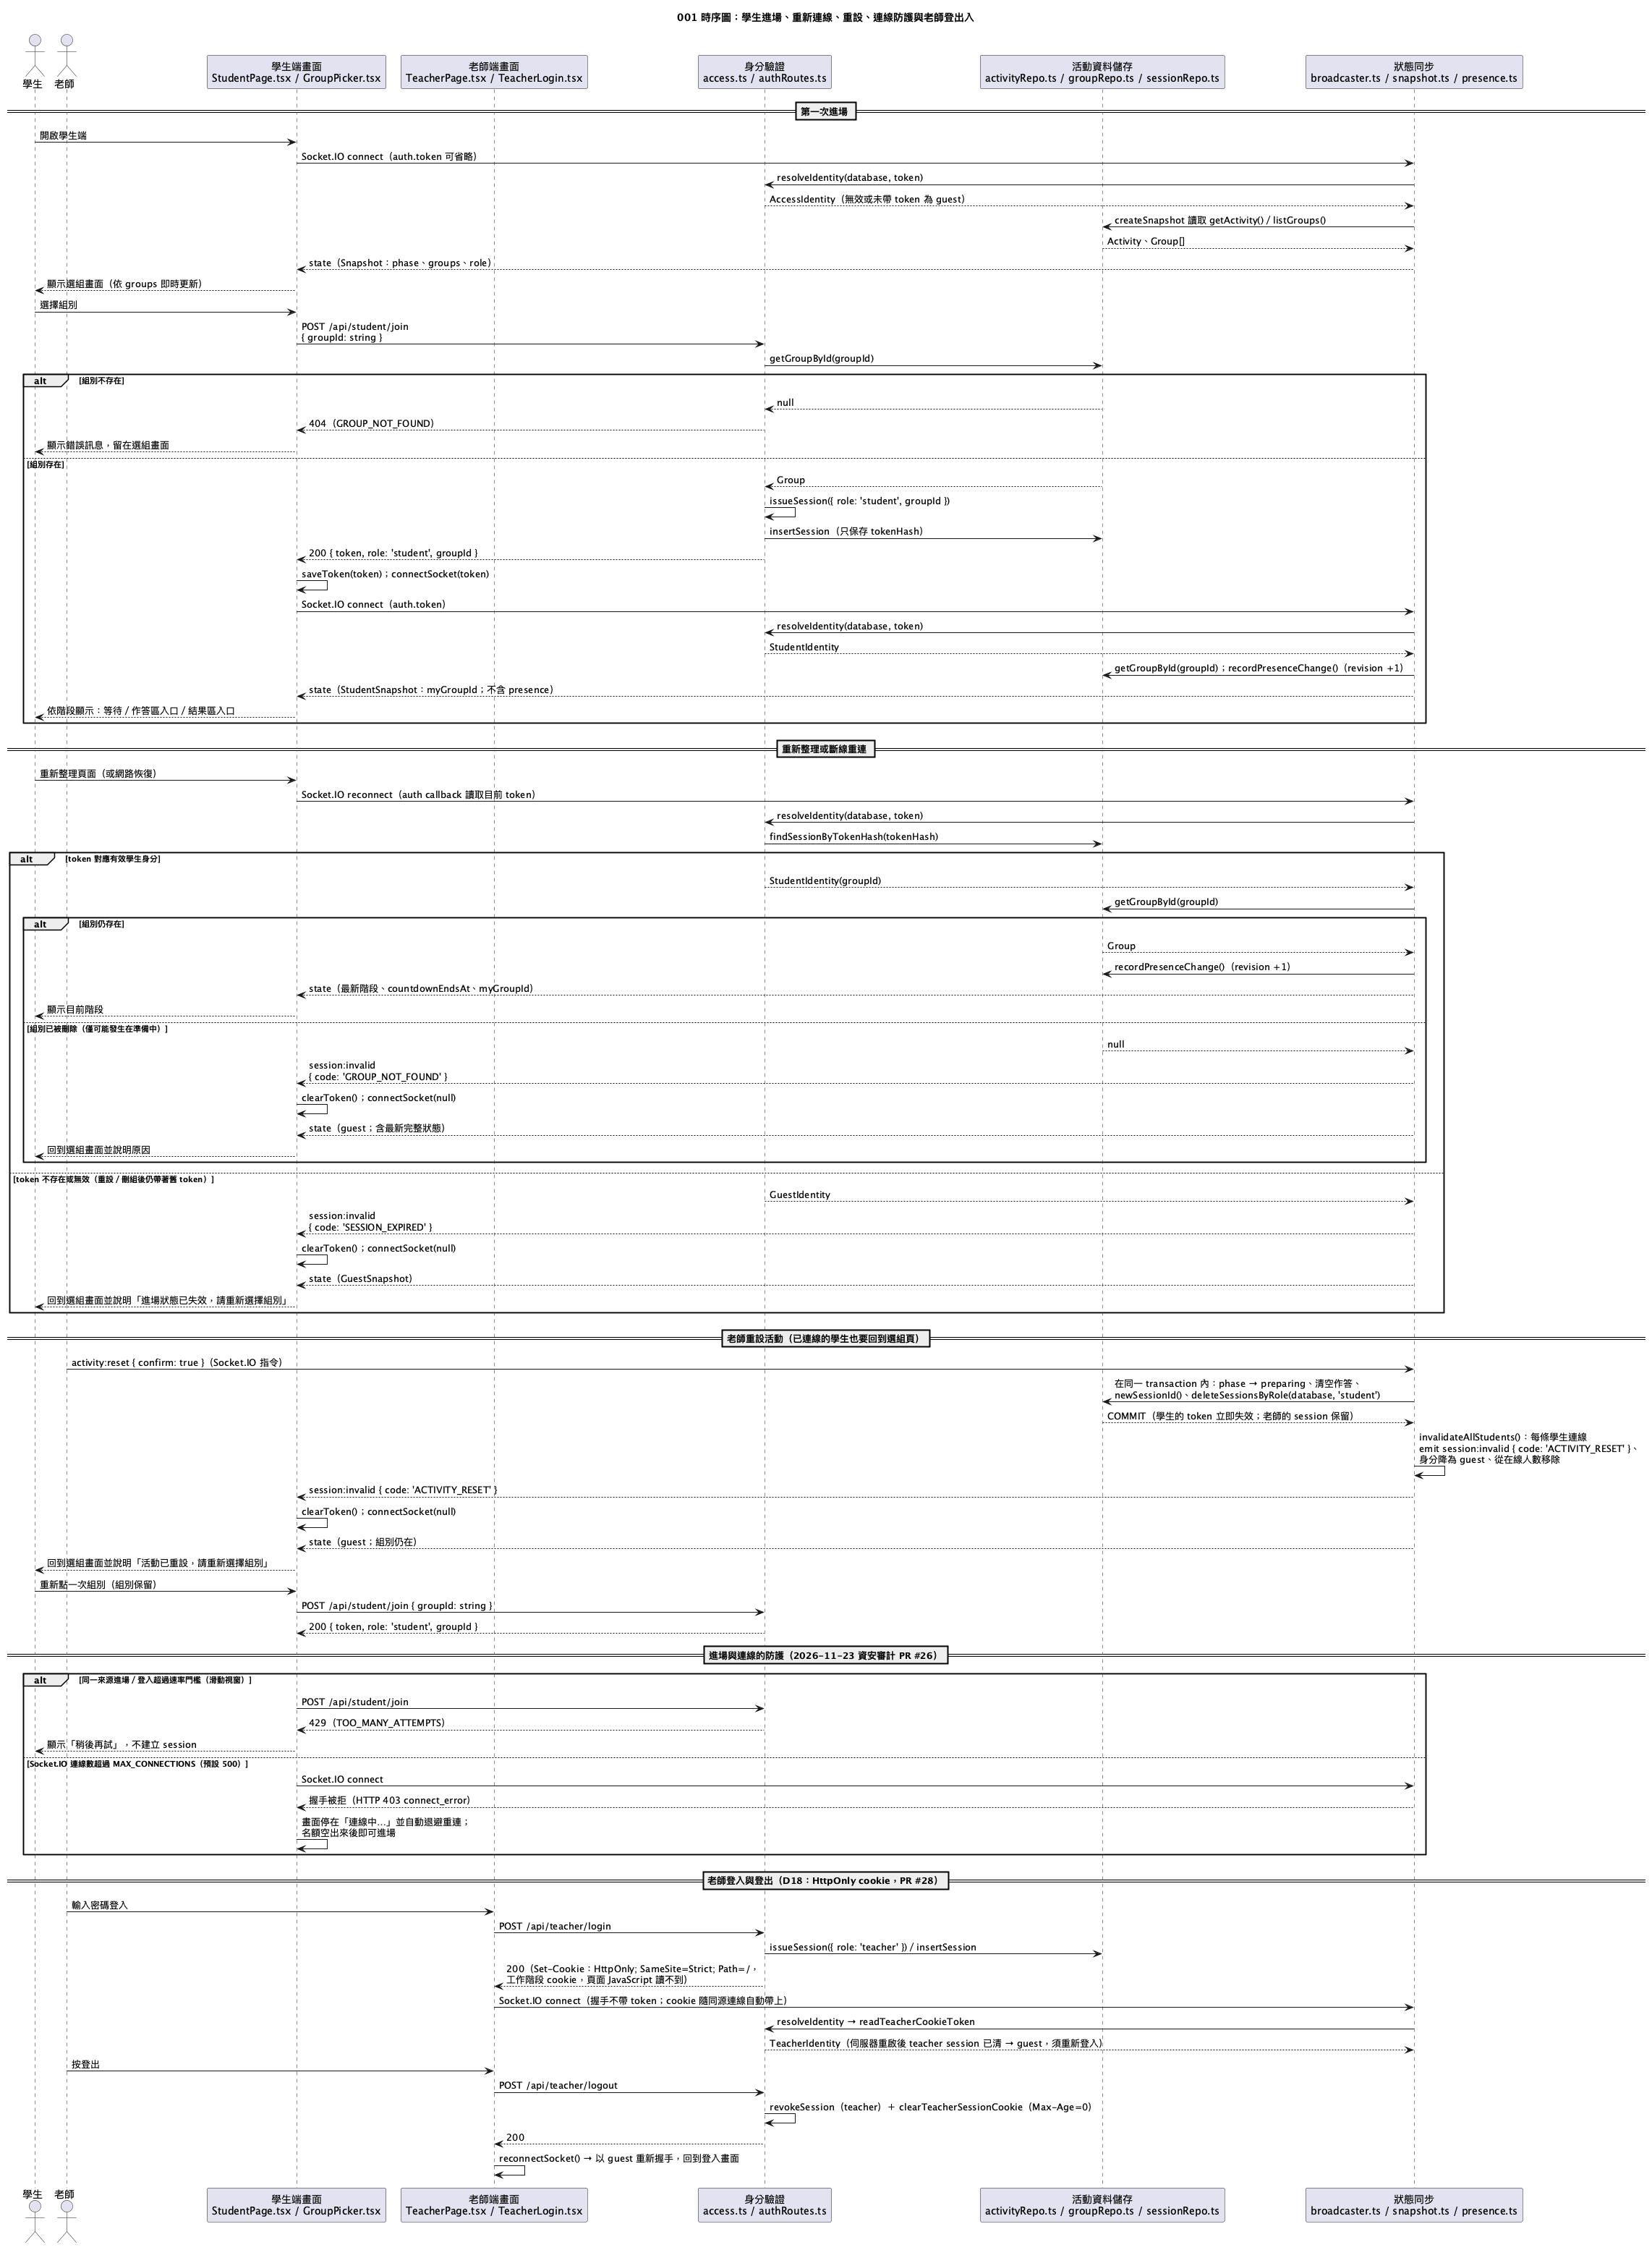 001 時序圖：學生進場、重新連線、重設、連線防護與老師登出入
學生
老師
學生端畫面
StudentPage.tsx / GroupPicker.tsx
老師端畫面
TeacherPage.tsx / TeacherLogin.tsx
身分驗證
access.ts / authRoutes.ts
活動資料儲存
activityRepo.ts / groupRepo.ts / sessionRepo.ts
狀態同步
broadcaster.ts / snapshot.ts / presence.ts
第一次進場
開啟學生端
Socket.IO connect（auth.token 可省略）
resolveIdentity(database, token)
AccessIdentity（無效或未帶 token 為 guest）
createSnapshot 讀取 getActivity() / listGroups()
Activity、Group[]
state（Snapshot：phase、groups、role）
顯示選組畫面（依 groups 即時更新）
選擇組別
POST /api/student/join
{ groupId: string }
getGroupById(groupId)
alt [組別不存在]
null
404（GROUP_NOT_FOUND）
顯示錯誤訊息，留在選組畫面
[組別存在]
Group
issueSession({ role: 'student', groupId })
insertSession（只保存 tokenHash）
200 { token, role: 'student', groupId }
saveToken(token)；connectSocket(token)
Socket.IO connect（auth.token）
resolveIdentity(database, token)
StudentIdentity
getGroupById(groupId)；recordPresenceChange()（revision +1）
state（StudentSnapshot：myGroupId；不含 presence）
依階段顯示：等待 / 作答區入口 / 結果區入口
重新整理或斷線重連
重新整理頁面（或網路恢復）
Socket.IO reconnect（auth callback 讀取目前 token）
resolveIdentity(database, token)
findSessionByTokenHash(tokenHash)
alt [token 對應有效學生身分]
StudentIdentity(groupId)
getGroupById(groupId)
alt [組別仍存在]
Group
recordPresenceChange()（revision +1）
state（最新階段、countdownEndsAt、myGroupId）
顯示目前階段
[組別已被刪除（僅可能發生在準備中）]
null
session:invalid
{ code: 'GROUP_NOT_FOUND' }
clearToken()；connectSocket(null)
state（guest；含最新完整狀態）
回到選組畫面並說明原因
[token 不存在或無效（重設 / 刪組後仍帶著舊 token）]
GuestIdentity
session:invalid
{ code: 'SESSION_EXPIRED' }
clearToken()；connectSocket(null)
state（GuestSnapshot）
回到選組畫面並說明「進場狀態已失效，請重新選擇組別」
老師重設活動（已連線的學生也要回到選組頁）
activity:reset { confirm: true }（Socket.IO 指令）
在同一 transaction 內：phase → preparing、清空作答、
newSessionId()、deleteSessionsByRole(database, 'student')
COMMIT（學生的 token 立即失效；老師的 session 保留）
invalidateAllStudents()：每條學生連線
emit session:invalid { code: 'ACTIVITY_RESET' }、
身分降為 guest、從在線人數移除
session:invalid { code: 'ACTIVITY_RESET' }
clearToken()；connectSocket(null)
state（guest；組別仍在）
回到選組畫面並說明「活動已重設，請重新選擇組別」
重新點一次組別（組別保留）
POST /api/student/join { groupId: string }
200 { token, role: 'student', groupId }
進場與連線的防護（2026-11-23 資安審計 PR #26）
alt [同一來源進場 / 登入超過速率門檻（滑動視窗）]
POST /api/student/join
429（TOO_MANY_ATTEMPTS）
顯示「稍後再試」，不建立 session
[Socket.IO 連線數超過 MAX_CONNECTIONS（預設 500）]
Socket.IO connect
握手被拒（HTTP 403 connect_error）
畫面停在「連線中…」並自動退避重連；
名額空出來後即可進場
老師登入與登出（D18：HttpOnly cookie，PR #28）
輸入密碼登入
POST /api/teacher/login
issueSession({ role: 'teacher' }) / insertSession
200（Set-Cookie：HttpOnly; SameSite=Strict; Path=/，
工作階段 cookie，頁面 JavaScript 讀不到）
Socket.IO connect（握手不帶 token；cookie 隨同源連線自動帶上）
resolveIdentity → readTeacherCookieToken
TeacherIdentity（伺服器重啟後 teacher session 已清 → guest，須重新登入）
按登出
POST /api/teacher/logout
revokeSession（teacher）＋ clearTeacherSessionCookie（Max-Age=0）
200
reconnectSocket() → 以 guest 重新握手，回到登入畫面
學生
老師
學生端畫面
StudentPage.tsx / GroupPicker.tsx
老師端畫面
TeacherPage.tsx / TeacherLogin.tsx
身分驗證
access.ts / authRoutes.ts
活動資料儲存
activityRepo.ts / groupRepo.ts / sessionRepo.ts
狀態同步
broadcaster.ts / snapshot.ts / presence.ts